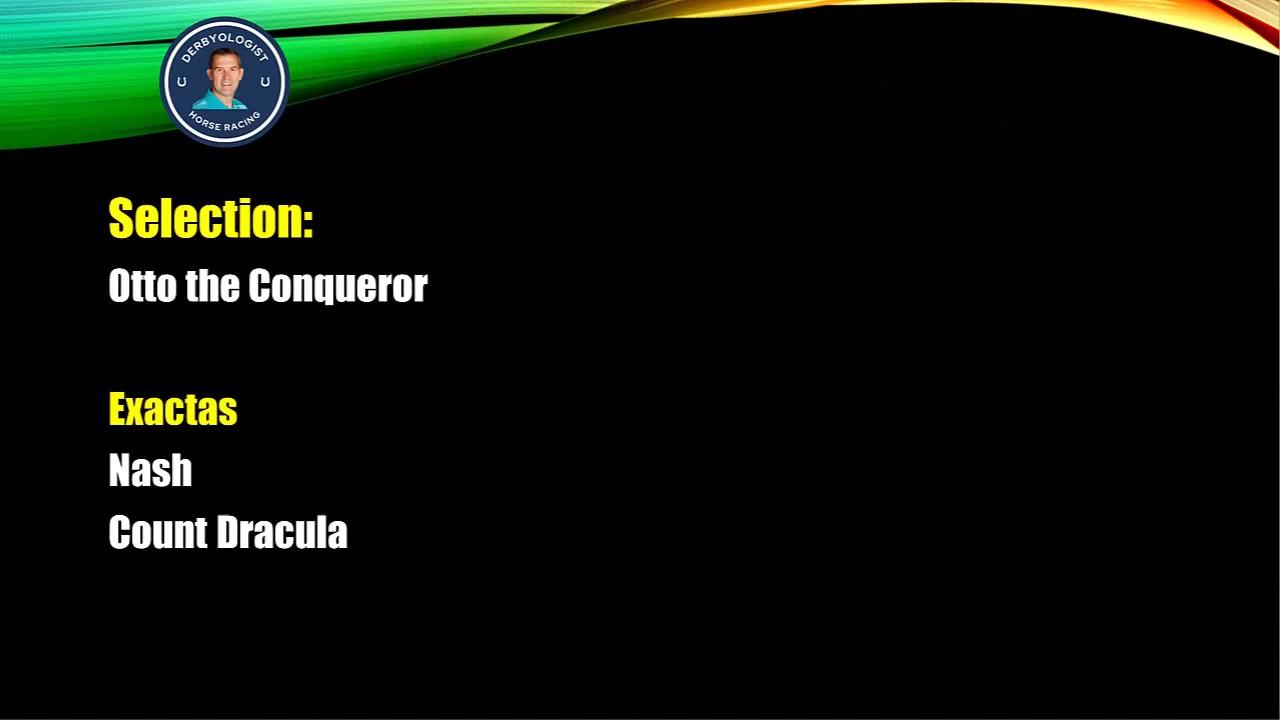 DERBYOLOGIST
HORSE RACING
Selection:
Otto the Conqueror
Exactas
Nash
Count Dracula